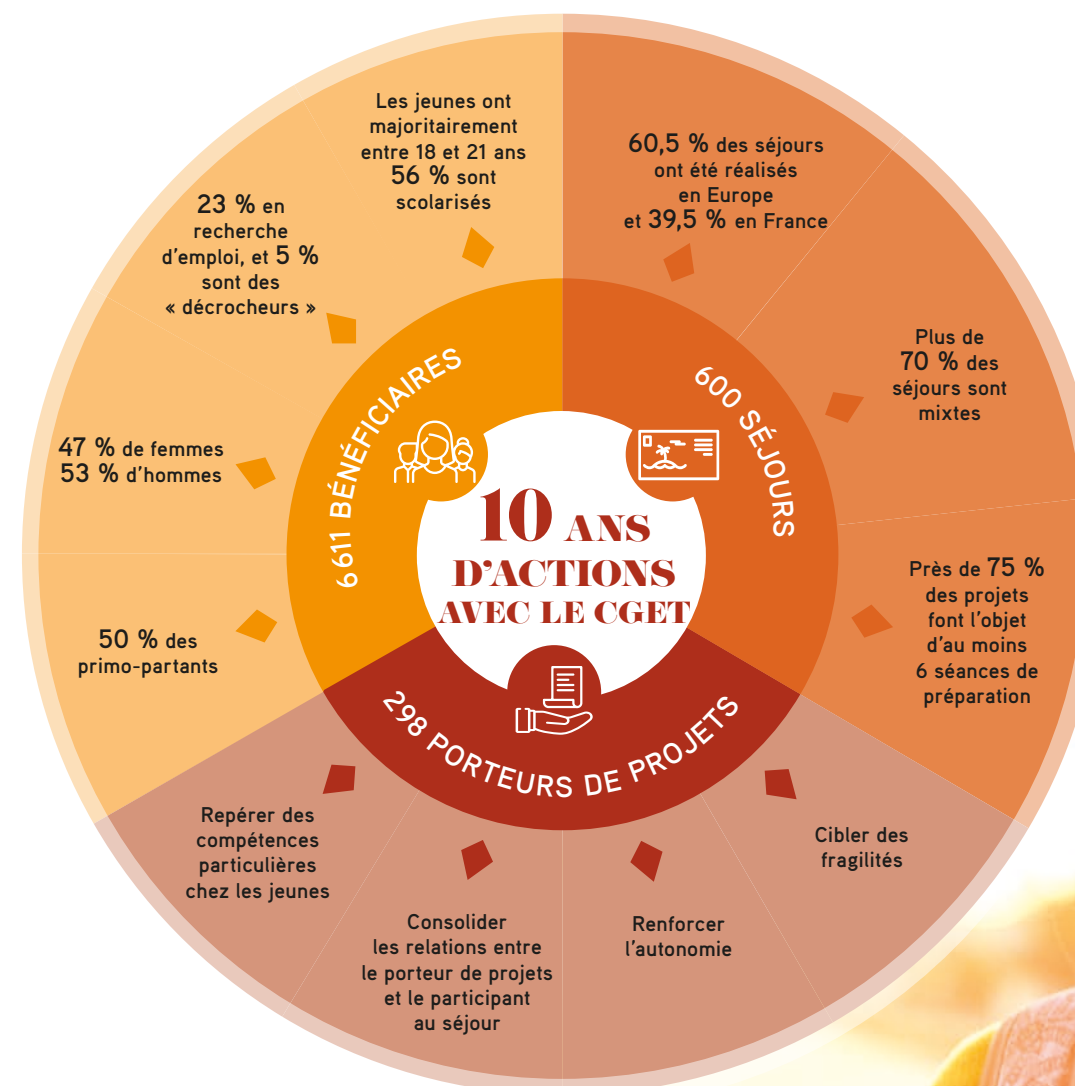 10 ANS
D'ACTIONS
AVEC LE CGET
6 611 BÉNÉFICIAIRES
Les jeunes ont
majoritairement
entre 18 et 21 ans
56 % sont
scolarisés
23 % en
recherche
d'emploi, et 5 %
sont des
« décrocheurs »
47 % de femmes
53 % d'hommes
50 % des
primo-partants
600 SÉJOURS
60,5 % des séjours
ont été réalisés
en Europe
et 39,5 % en France
Plus de
70 % des
séjours sont
mixtes
Près de 75 %
des projets
font l'objet
d'au moins
6 séances de
préparation
298 PORTEURS DE PROJETS
Repérer des
compétences
particulières
chez les jeunes
Consolider
les relations entre
le porteur de projets
et le participant
au séjour
Renforcer
l'autonomie
Cibler des
fragilités